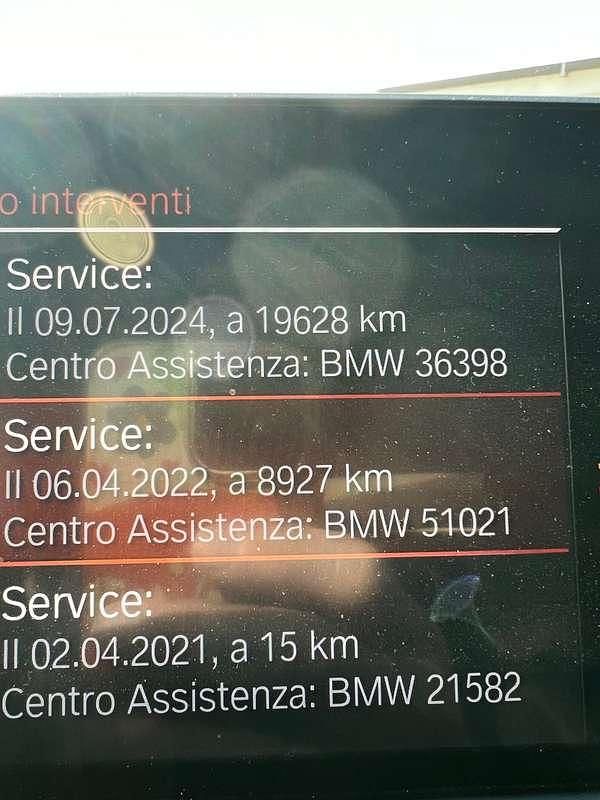 o interventi
Service:
Il 09.07.2024, a 19628 km
Centro Assistenza: BMW 36398
Service:
Il 06.04.2022, a 8927 km
Centro Assistenza: BMW 51021
Service:
Il 02.04.2021, a 15 km
Centro Assistenza: BMW 21582